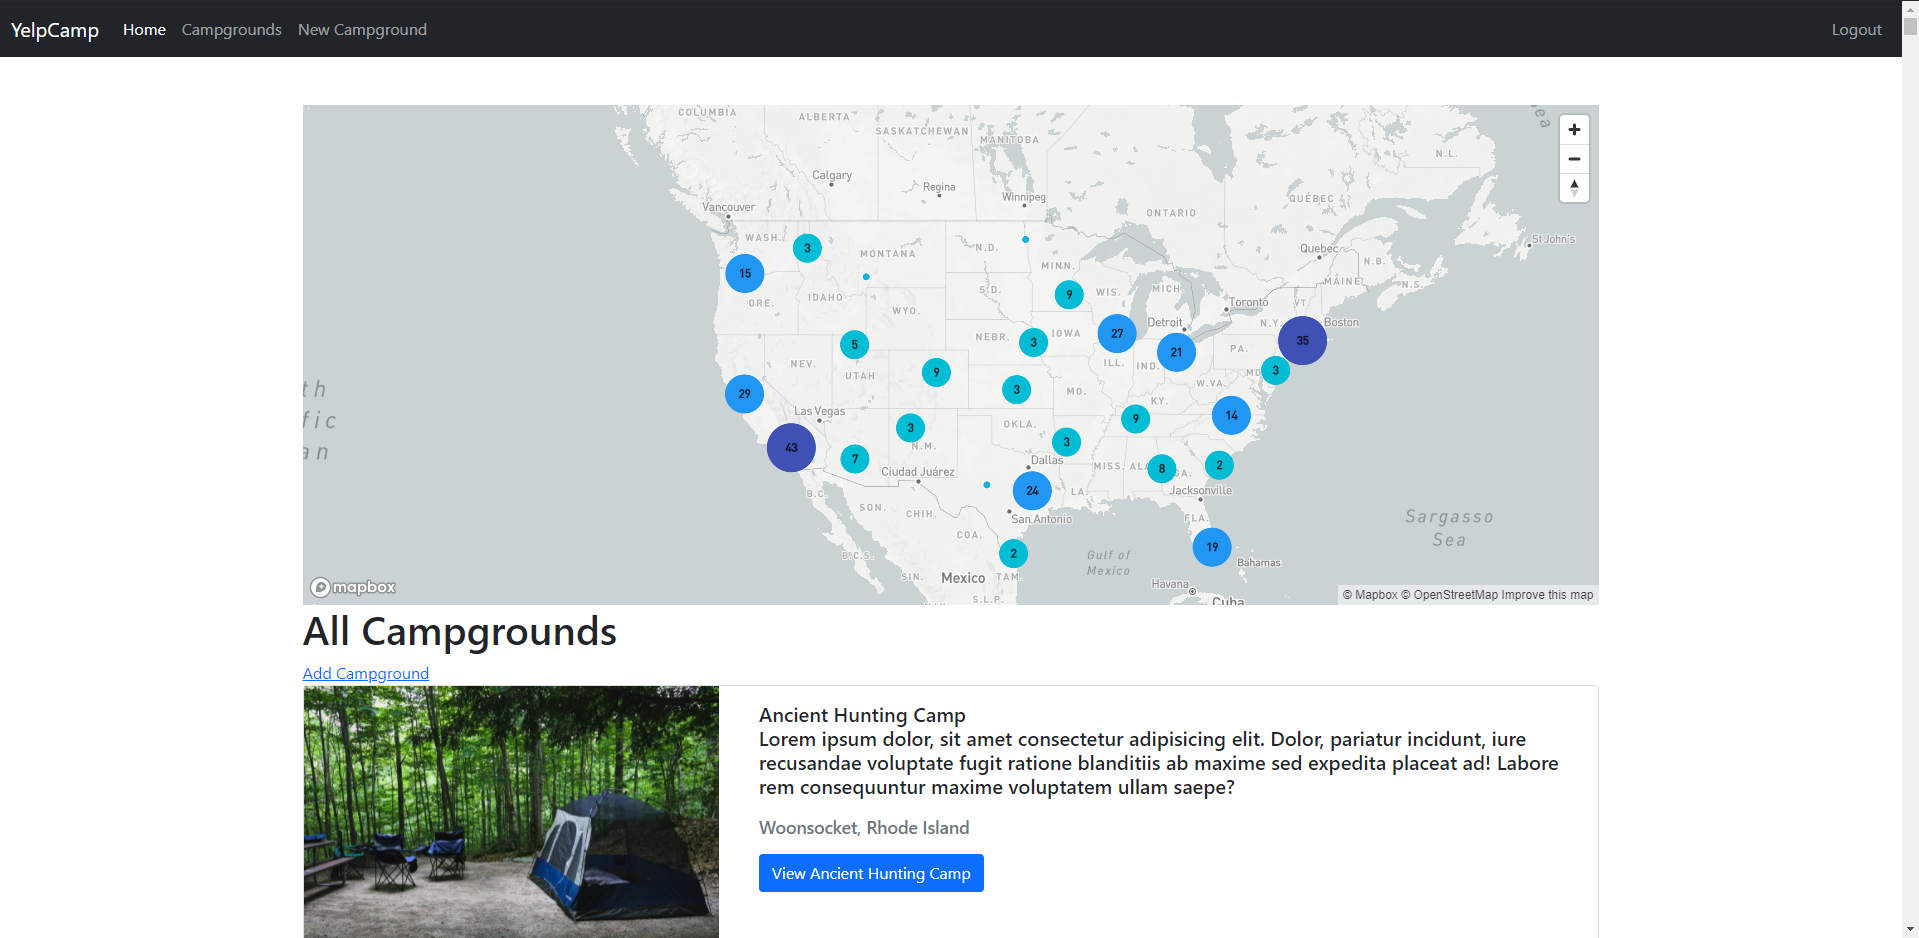 YelpCamp Home Campgrounds New Campground Logout
COLUMBIA
ALBERTA
SASKATCHEWAN
MANITOBA
N.L.
Calgary
Regina
Winnipeg
QUÉBEC
Vancouver
ONTARIO
St John's
WASH.
3
MONTANA
N.D.
Quebec
N.B.
15
MINN.
MAINE
N.S.
ORE.
IDAHO
S.D.
9
WIS.
MICH.
Toronto
VT.
WYO.
Detroit
N.Y.
Boston
NEBR.
3
IOWA
27
21
35
5
PA.
NEV.
UTAH
9
ILL.
IND.
MD
3
29
3
MO.
W.VA.
KY.
Las Vegas
3
OKLA.
9
14
43
N.M.
3
7
Ciudad Juárez
Dallas
MISS.
ALA
8
GA.
2
B.C.
24
LA.
Jacksonville
SON.
CHIH.
San Antonio
FLA.
Sargasso
Sea
COA.
19
B.C.S.
2
Gulf of
Mexico
Bahamas
SIN.
Mexico
TAM.
Havana
Cuba
S.L.P.
mapbox
© Mapbox © OpenStreetMap Improve this map
All Campgrounds
Add Campground
Ancient Hunting Camp
Lorem ipsum dolor, sit amet consectetur adipisicing elit. Dolor, pariatur incidunt, iure
recusandae voluptate fugit ratione blanditiis ab maxime sed expedita placeat ad! Labore
rem consequuntur maxime voluptatem ullam saepe?
Woonsocket, Rhode Island
View Ancient Hunting Camp